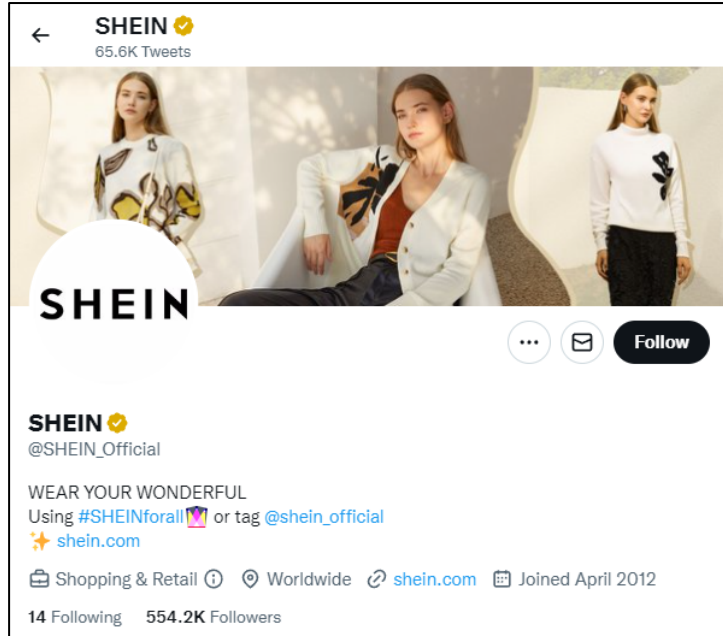 SHEIN
65.6K Tweets
SHEIN
Follow
SHEIN
@SHEIN_Official
WEAR YOUR WONDERFUL
Using #SHEINforall or tag @shein_official
✨ shein.com
Shopping & Retail Worldwide shein.com Joined April 2012
14 Following 554.2K Followers